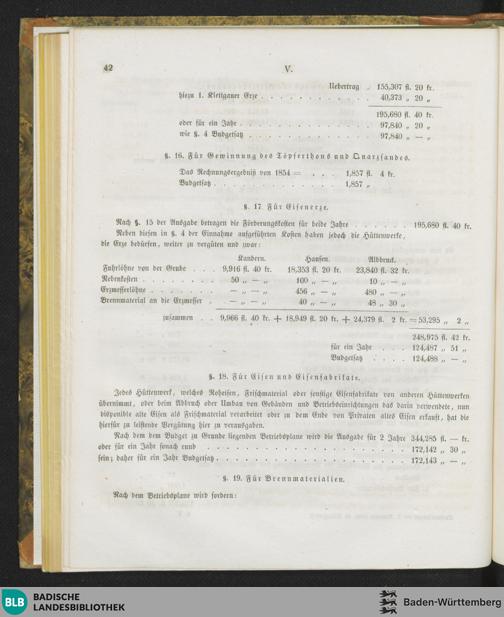 42
V.
Uebertrag . 155,307 fl. 20 kr.
hiezu 1. Klettgauer Erze . . . . . . . . . . . 40,373 „ 20 „
195,680 fl. 40 kr.
oder für ein Jahr . . . . . . . . . . . . . 97,840 „ 20 „
wie §. 4 Budgetsatz . . . . . . . . . . . . 97,840 „ — „
§. 16. Für Gewinnung des Töpferthons und Quarzsandes.
Das Rechnungsergebniß von 1854 = . . . 1,857 fl. 4 kr.
Budgetsatz . . . . . . . . . . . . 1,857 „
§. 17. Für Eisenerze.
Nach §. 15 der Ausgabe betragen die Förderungskosten für beide Jahre . . . . . . 195,680 fl. 40 kr.
Neben diesen in §. 4 der Einnahme aufgeführten Kosten haben jedoch die Hüttenwerke,
die Erze bedürfen, weiter zu vergüten und zwar:
Kandern. Hausen. Albbruck.
Fuhrlöhne von der Grube . . . 9,916 fl. 40 kr. 18,353 fl. 20 kr. 23,840 fl. 32 kr.
Nebenkosten . . . . . . . . 50 „ — „ 100 „ — „ 10 „ — „
Erzmesserlöhne . . . . . . . — „ — „ 456 „ — „ 480 „ — „
Brennmaterial an die Erzmesser . — „ — „ 40 „ — „ 48 „ 30 „
zusammen . . 9,966 fl. 40 kr. + 18,949 fl. 20 kr. + 24,379 fl. 2 kr. = 53,295 „ 2 „
248,975 fl. 42 kr.
für ein Jahr . . . . 124,487 „ 51 „
Budgetsatz . . . . 124,488 „ — „
§. 18. Für Eisen und Eisenfabrikate.
Jedes Hüttenwerk, welches Roheisen, Frischmaterial oder sonstige Eisenfabrikate von anderen Hüttenwerken
übernimmt, oder beim Abbruch oder Umbau von Gebänden und Betriebseinrichtungen das darin verwendete, nun
disponible alte Eisen als Frischmaterial verarbeitet oder zu dem Ende von Privaten altes Eisen erkauft, hat die
hierfür zu leistende Vergütung hier zu verausgaben.
Nach dem dem Budget zu Grunde liegenden Betriebsplane wird die Ausgabe für 2 Jahre 344,285 fl. — kr.
oder für ein Jahr sonach rund . . . . . . . . . . . . . . . . . . 172,142 „ 30 „
sein; daher für ein Jahr Budgetsatz . . . . . . . . . . . . . . . . . . 172,143 „ — „
§. 19. Für Brennmaterialien.
Nach dem Betriebsplane wird fordern:
BLB
BADISCHE
LANDESBIBLIOTHEK
Baden-Württemberg